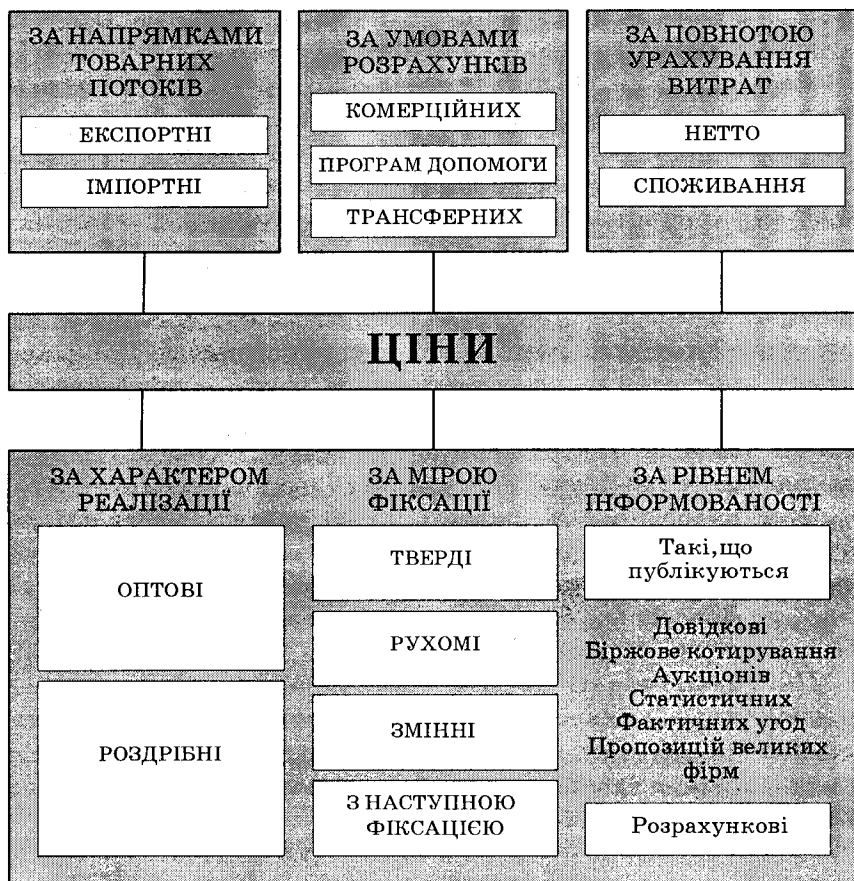 ЗА НАПРЯМКАМИ
ТОВАРНИХ
ПОТОКІВ
ЕКСПОРТНІ
ІМПОРТНІ
ЗА УМОВАМИ
РОЗРАХУНКІВ
КОМЕРЦІЙНИХ
ПРОГРАМ ДОПОМОГИ
ТРАНСФЕРНИХ
ЗА ПОВНОТОЮ
УРАХУВАННЯ
ВИТРАТ
НЕТТО
СПОЖИВАННЯ
ЦІНИ
ЗА ХАРАКТЕРОМ
РЕАЛІЗАЦІЇ
ОПТОВІ
РОЗДРІБНІ
ЗА МІРОЮ
ФІКСАЦІЇ
ТВЕРДІ
РУХОМІ
ЗМІННІ
З НАСТУПНОЮ
ФІКСАЦІЄЮ
ЗА РІВНЕМ
ІНФОРМОВАНОСТІ
Такі, що
публікуються
Довідкові
Біржове котирування
Аукціонів
Статистичних
Фактичних угод
Пропозицій великих
фірм
Розрахункові